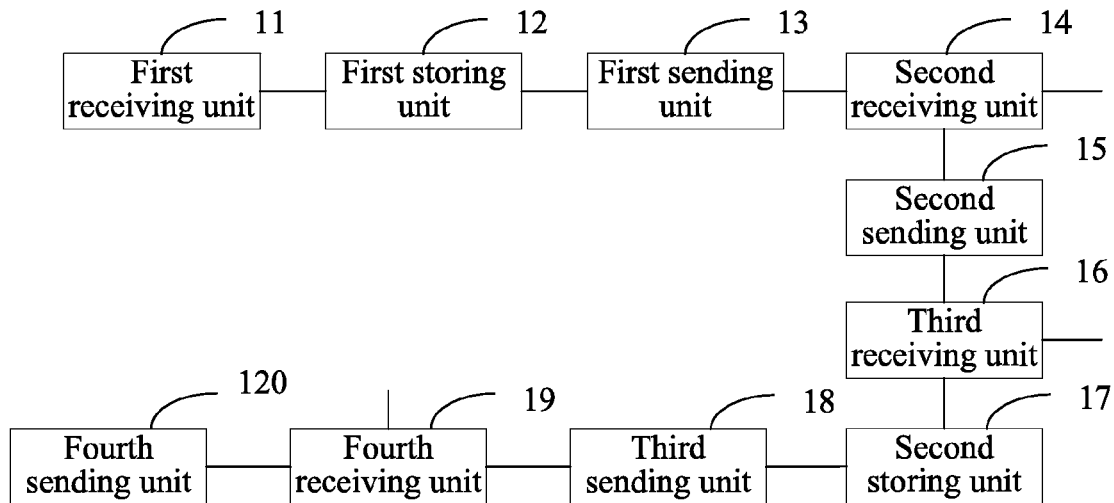 11
12
13
14
First
receiving unit
First storing
unit
First sending
unit
Second
receiving unit
15
Second
sending unit
16
Third
receiving unit
120
19
18
17
Fourth
sending unit
Fourth
receiving unit
Third
sending unit
Second
storing unit